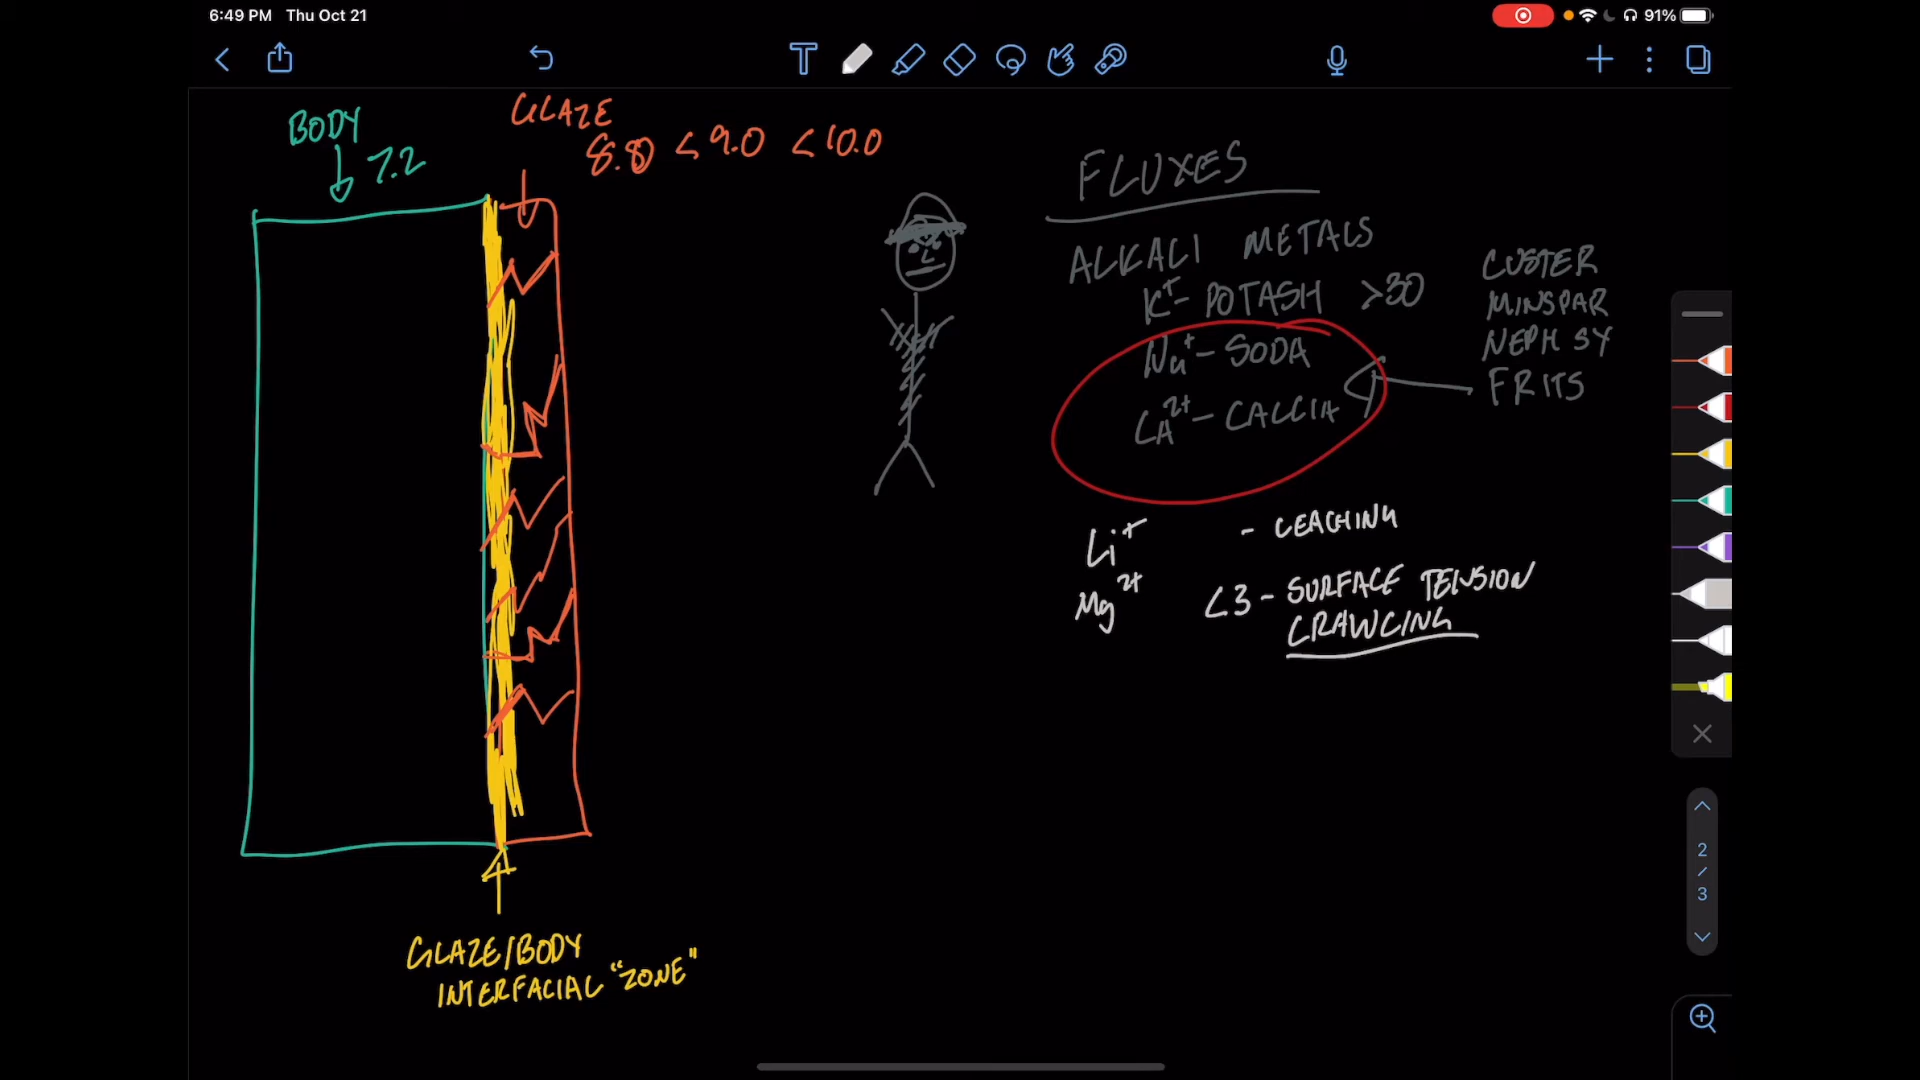 6:49 PM Thu Oct 21
91%
BODY
7.2
GLAZE
8.80 < 9.0 < 10.0
FLUXES
ALKALI METALS
K+ - POTASH >30
Na+ - SODA
CA2+ - CALCIA
CUSTER
MINSPAR
NEPH SY
FRITS
Li+ - LEACHING
Mg2+ <3 - SURFACE TENSION
CRAWLING
GLAZE/BODY
INTERFACIAL "ZONE"
2
/
3